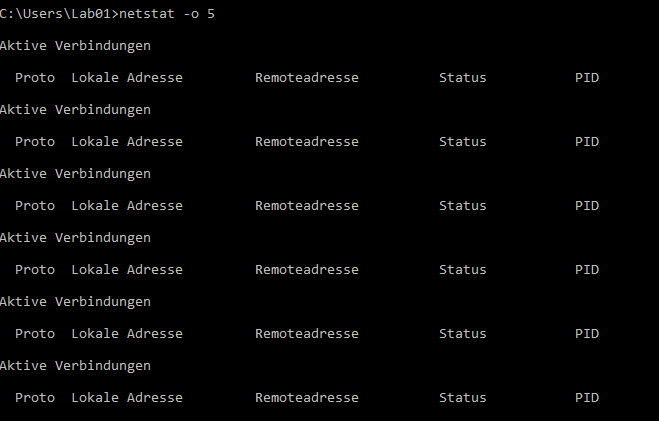 C:\Users\Lab01>netstat -o 5
Aktive Verbindungen
Proto Lokale Adresse Remoteadresse Status PID
Aktive Verbindungen
Proto Lokale Adresse Remoteadresse Status PID
Aktive Verbindungen
Proto Lokale Adresse Remoteadresse Status PID
Aktive Verbindungen
Proto Lokale Adresse Remoteadresse Status PID
Aktive Verbindungen
Proto Lokale Adresse Remoteadresse Status PID
Aktive Verbindungen
Proto Lokale Adresse Remoteadresse Status PID